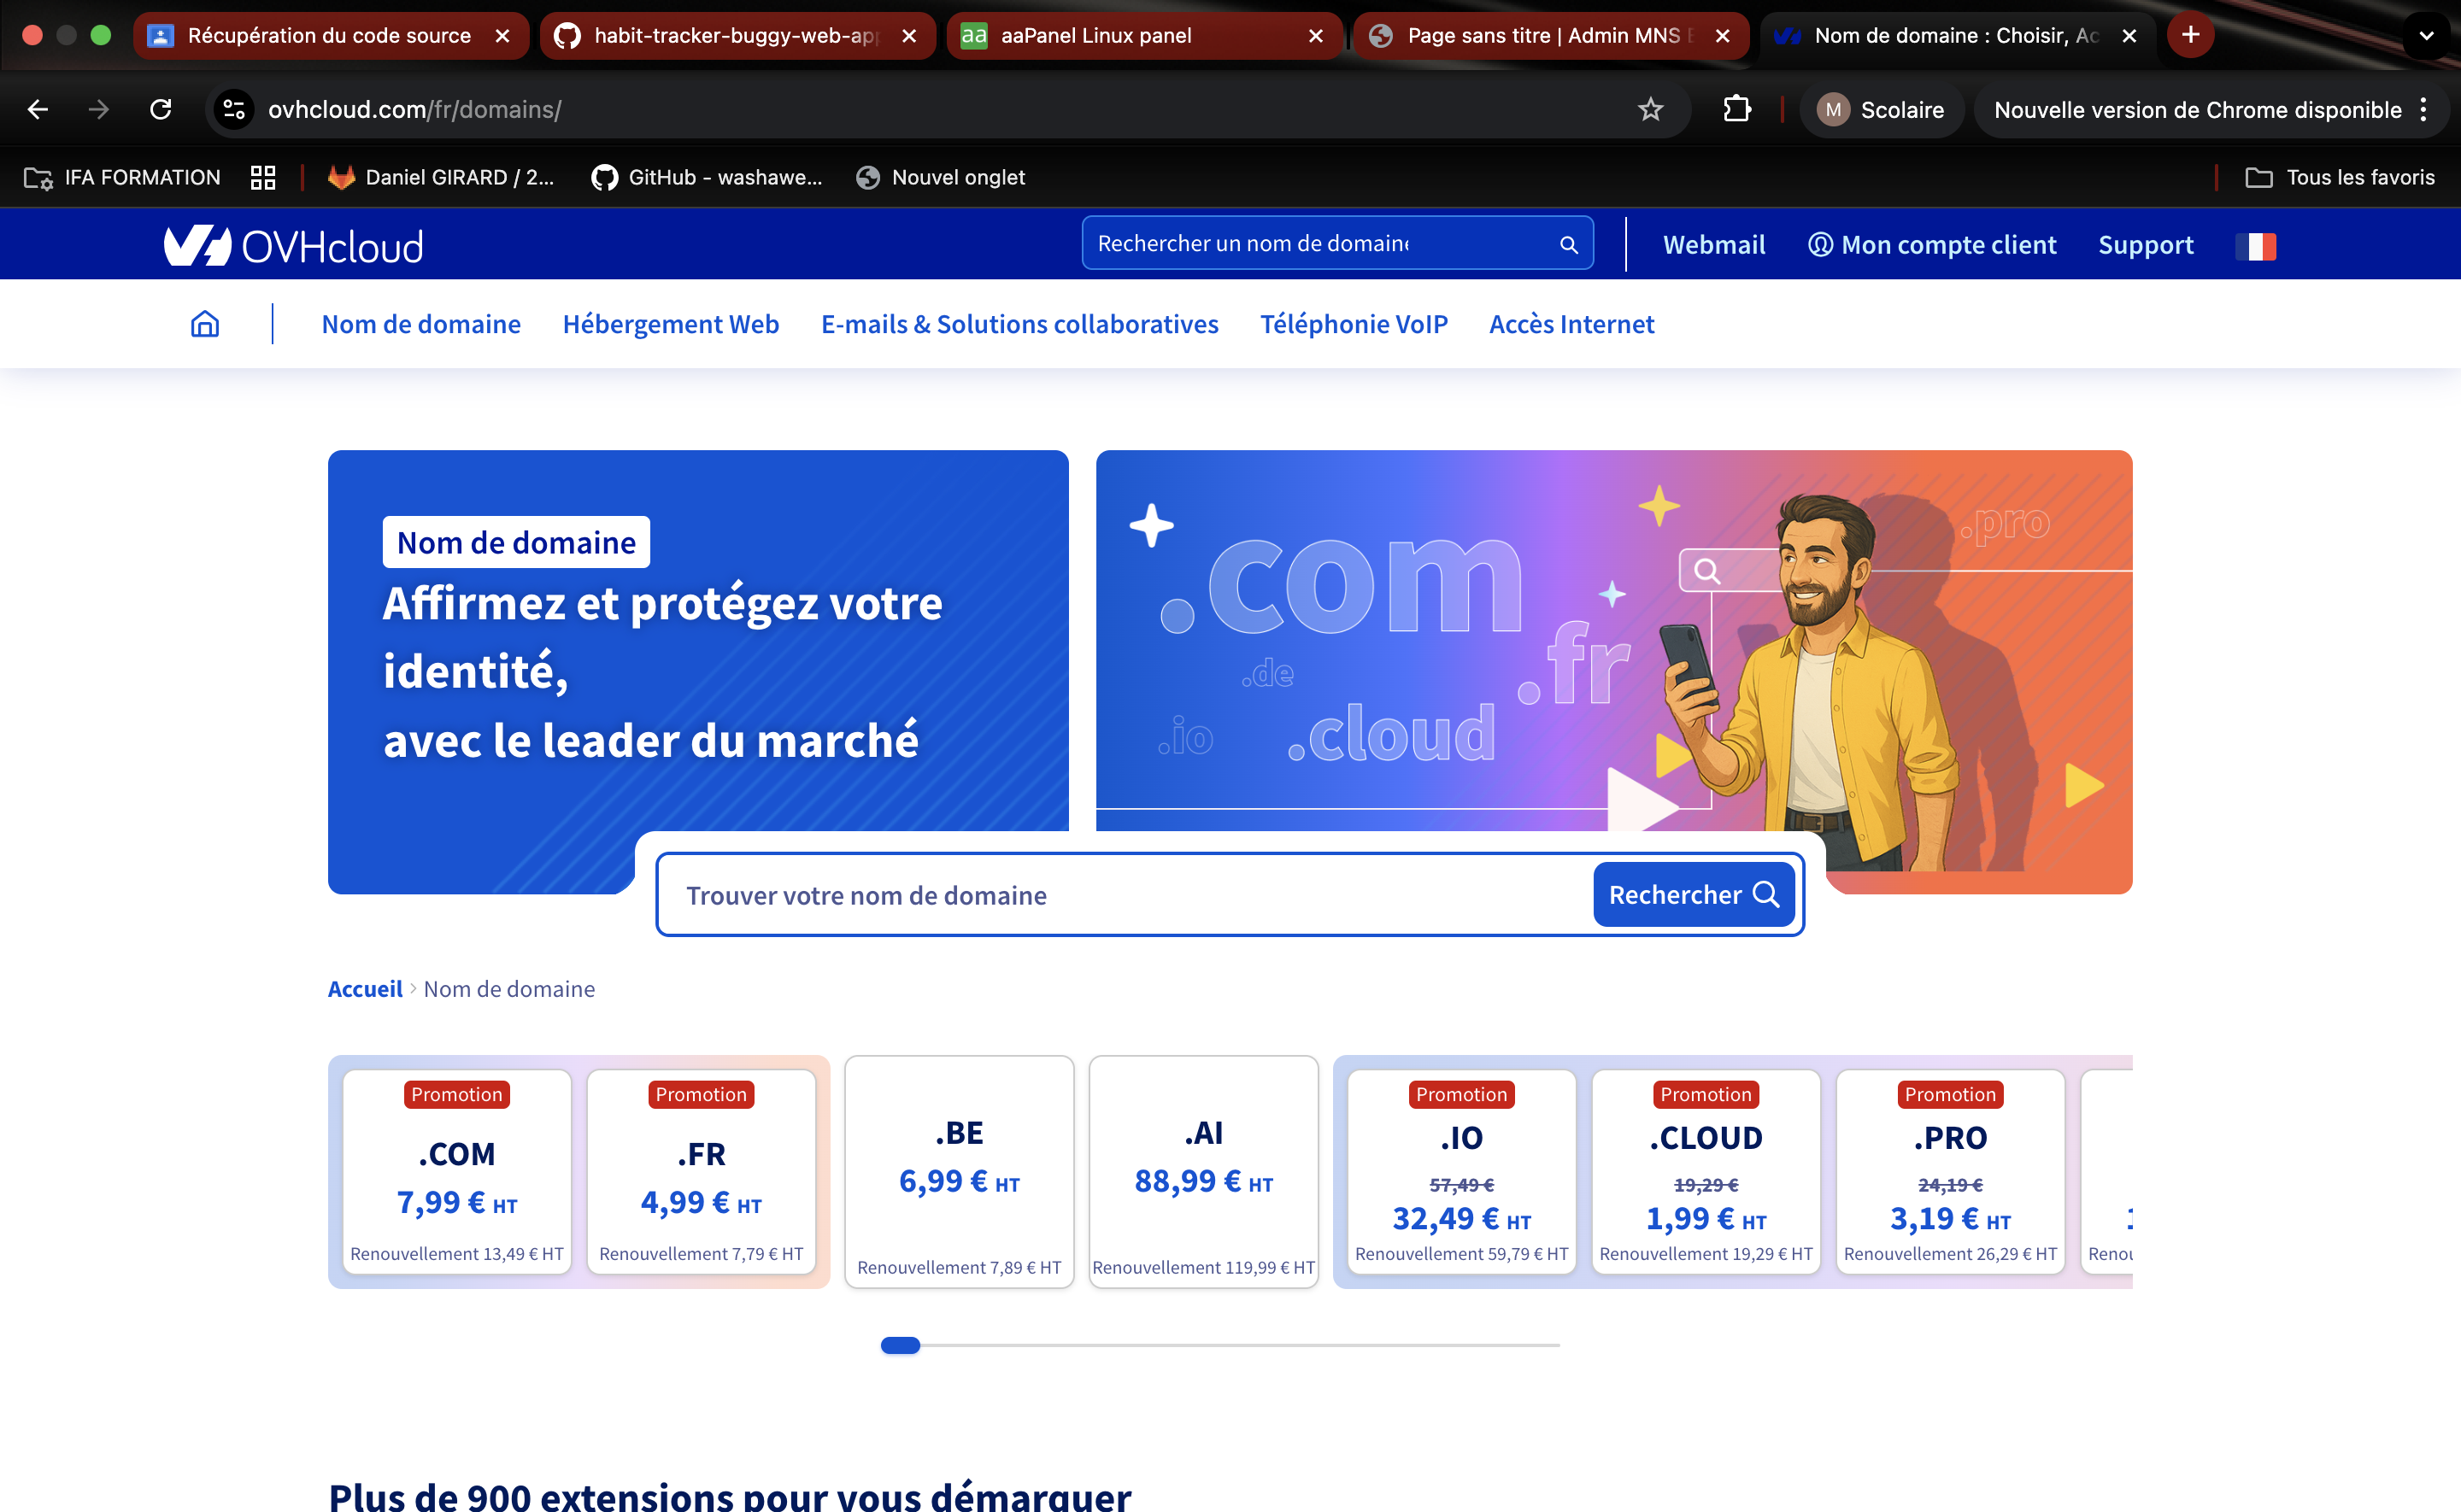 Récupération du code source
habit-tracker-buggy-web-app
aaPanel Linux panel
Page sans titre | Admin MNS
Nom de domaine : Choisir, Ac
ovhcloud.com/fr/domains/
M Scolaire
Nouvelle version de Chrome disponible
IFA FORMATION
Daniel GIRARD / 2...
GitHub - washawe...
Nouvel onglet
Tous les favoris
OVHcloud
Rechercher un nom de domaine
Webmail
Mon compte client
Support
Nom de domaine
Hébergement Web
E-mails & Solutions collaboratives
Téléphonie VoIP
Accès Internet
Nom de domaine
Affirmez et protégez votre
identité,
avec le leader du marché
.com
.fr
.de
.io
.cloud
.pro
Trouver votre nom de domaine
Rechercher
Accueil > Nom de domaine
Promotion
.COM
7,99 € HT
Renouvellement 13,49 € HT
Promotion
.FR
4,99 € HT
Renouvellement 7,79 € HT
.BE
6,99 € HT
Renouvellement 7,89 € HT
.AI
88,99 € HT
Renouvellement 119,99 € HT
Promotion
.IO
57,49 €
32,49 € HT
Renouvellement 59,79 € HT
Promotion
.CLOUD
19,29 €
1,99 € HT
Renouvellement 19,29 € HT
Promotion
.PRO
24,19 €
3,19 € HT
Renouvellement 26,29 € HT
Renou
Plus de 900 extensions pour vous démarquer